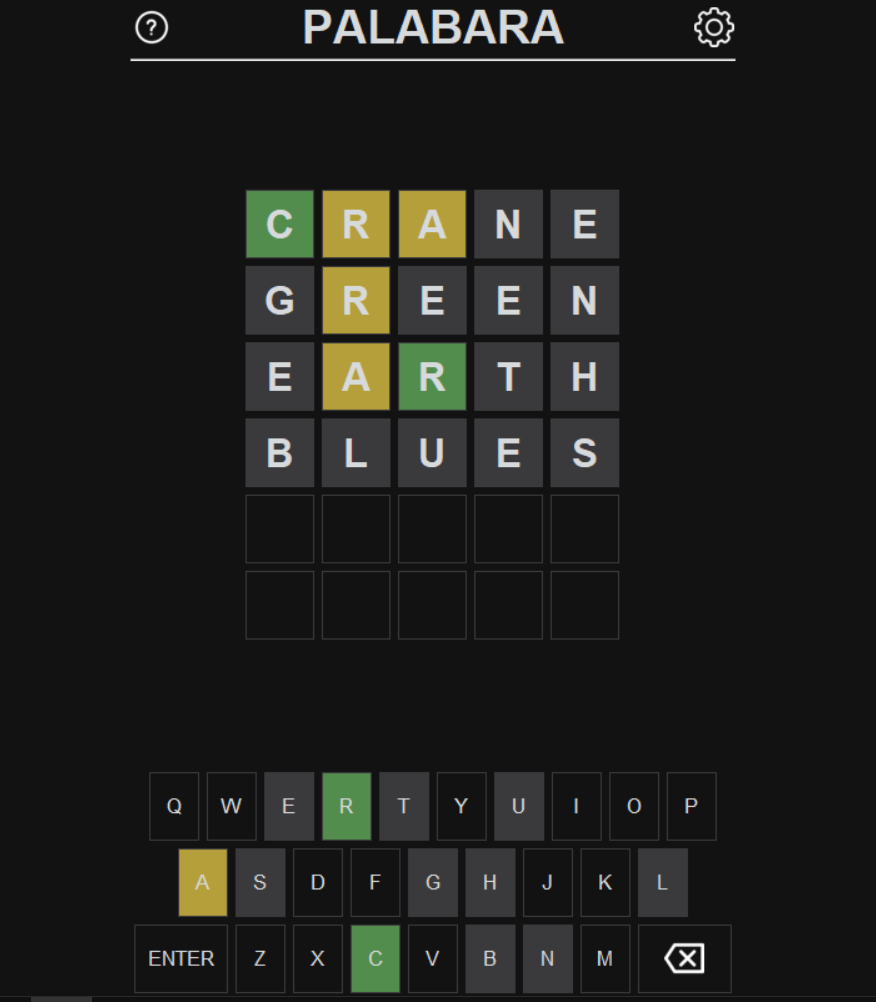 ? PALABARA
C R A N E
G R E E N
E A R T H
B L U E S
Q W E R T Y U I O P
A S D F G H J K L
ENTER Z X C V B N M